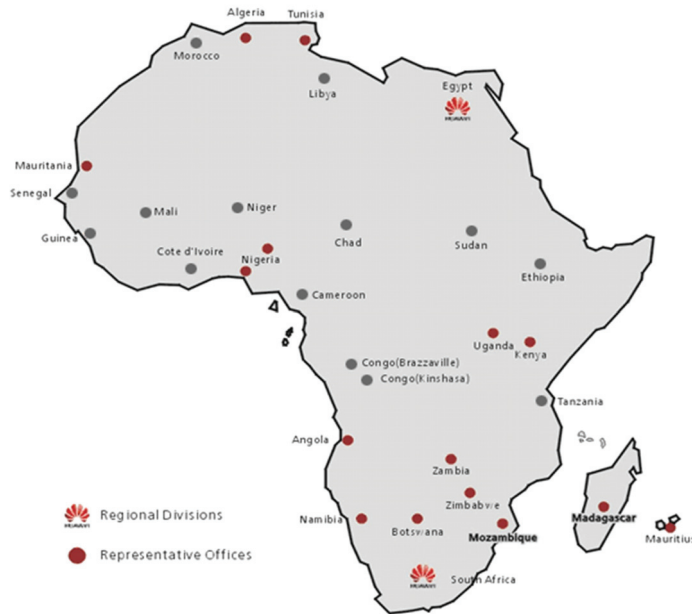 Algeria
Tunisia
Morocco
Egypt
Libya
HUAWEI
Mauritania
Senegal
Mali
Niger
Guinea
Chad
Sudan
Cote d'Ivoire
Nigeria
Ethiopia
Cameroon
Uganda
Kenya
Congo(Brazzaville)
Congo(Kinshasa)
Tanzania
Angola
Zambia
Zimbabwe
Madagascar
HUAWEI Regional Divisions
Namibia
Botswana
Mozambique
Mauritius
Representative Offices
HUAWEI South Africa